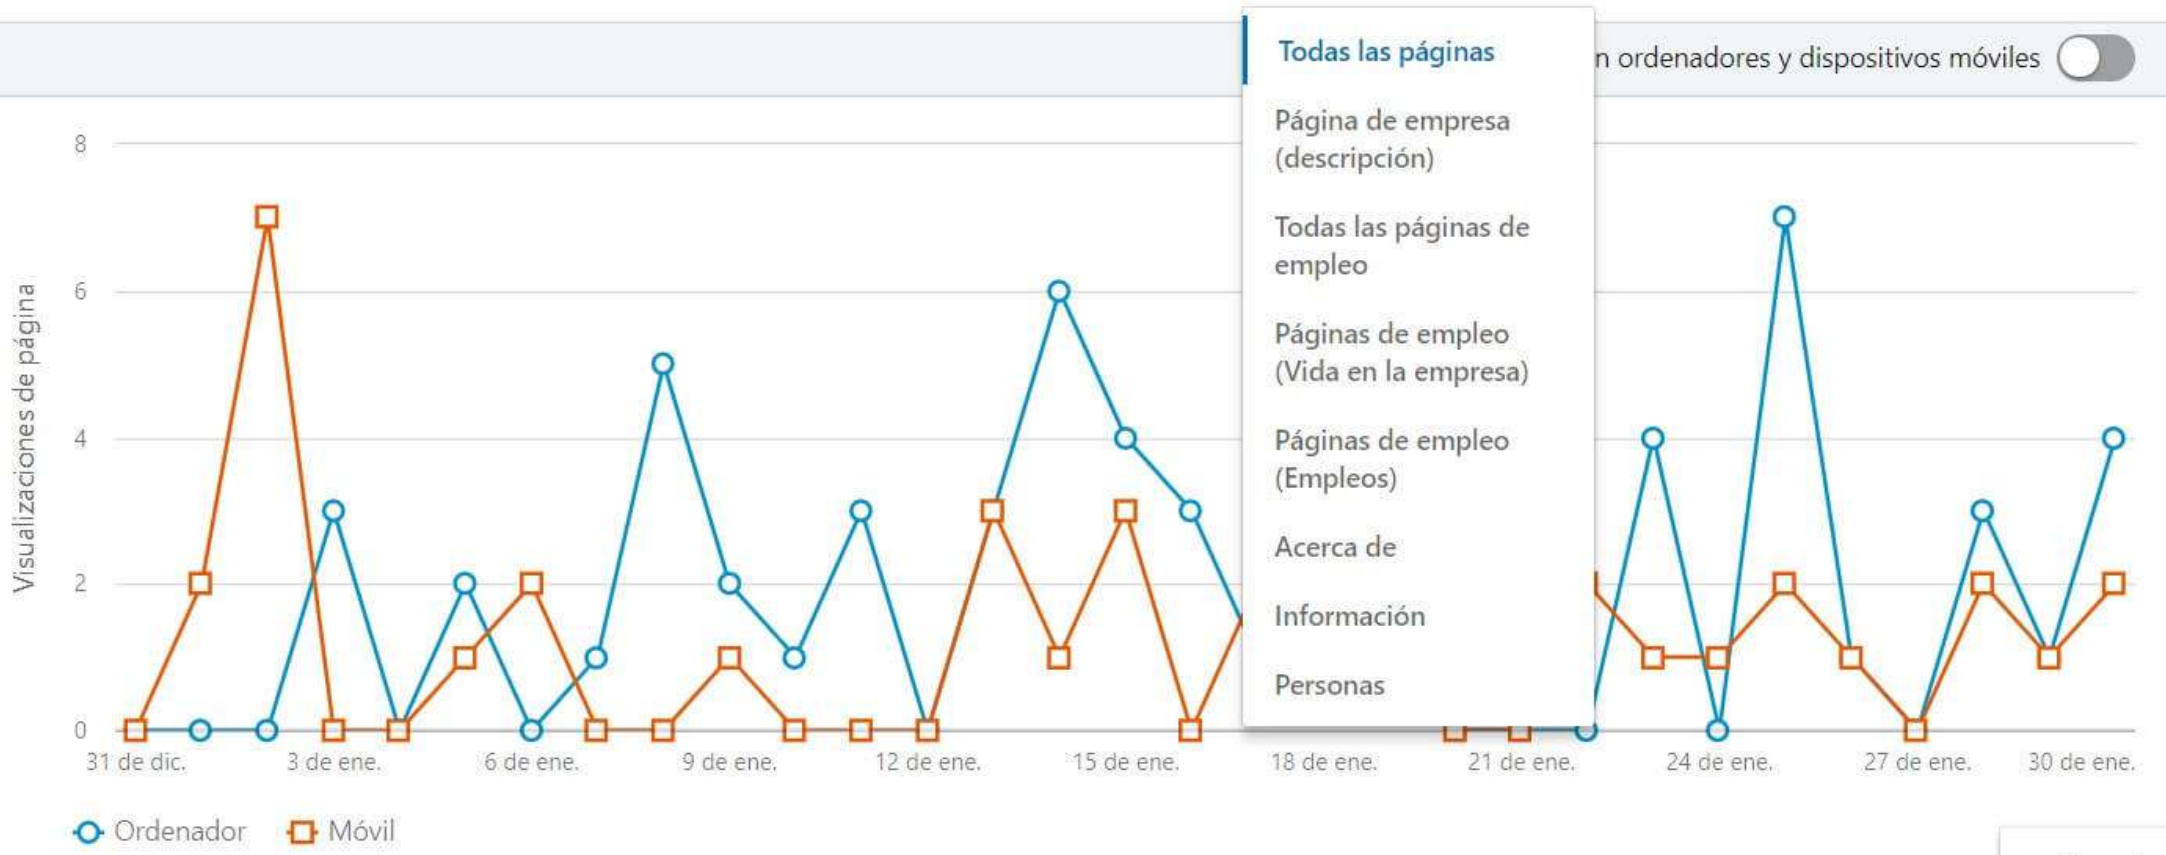 Todas las páginas
n ordenadores y dispositivos móviles
Página de empresa
(descripción)
Todas las páginas de
empleo
Páginas de empleo
(Vida en la empresa)
Páginas de empleo
(Empleos)
Acerca de
Información
Personas
Visualizaciones de página
8
6
4
2
0
31 de dic. 3 de ene. 6 de ene. 9 de ene. 12 de ene. 15 de ene. 18 de ene. 21 de ene. 24 de ene. 27 de ene. 30 de ene.
Ordenador Móvil